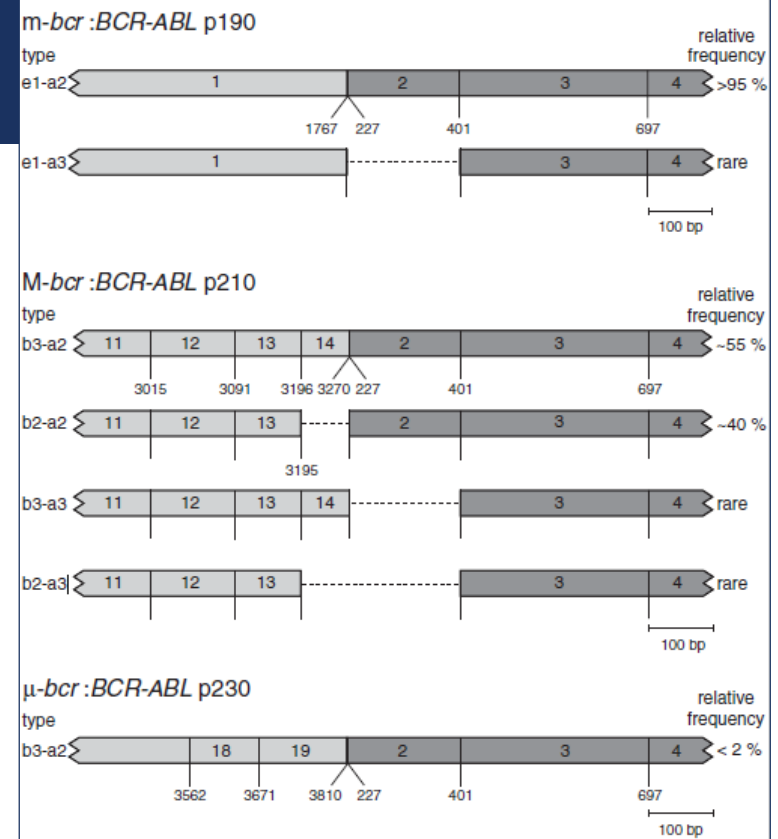 m-bcr :BCR-ABL p190
relative
type
frequency
e1-a2 1 2 3 4 >95 %
1767 227 401 697
e1-a3 1 3 4 rare
100 bp
M-bcr :BCR-ABL p210
relative
type
frequency
b3-a2 11 12 13 14 2 3 4 ~55 %
3015 3091 3196 3270 227 401 697
b2-a2 11 12 13 2 3 4 ~40 %
3195
b3-a3 11 12 13 14 3 4 rare
b2-a3 11 12 13 3 4 rare
100 bp
μ-bcr :BCR-ABL p230
relative
type
frequency
b3-a2 18 19 2 3 4 < 2 %
3562 3671 3810 227 401 697
100 bp